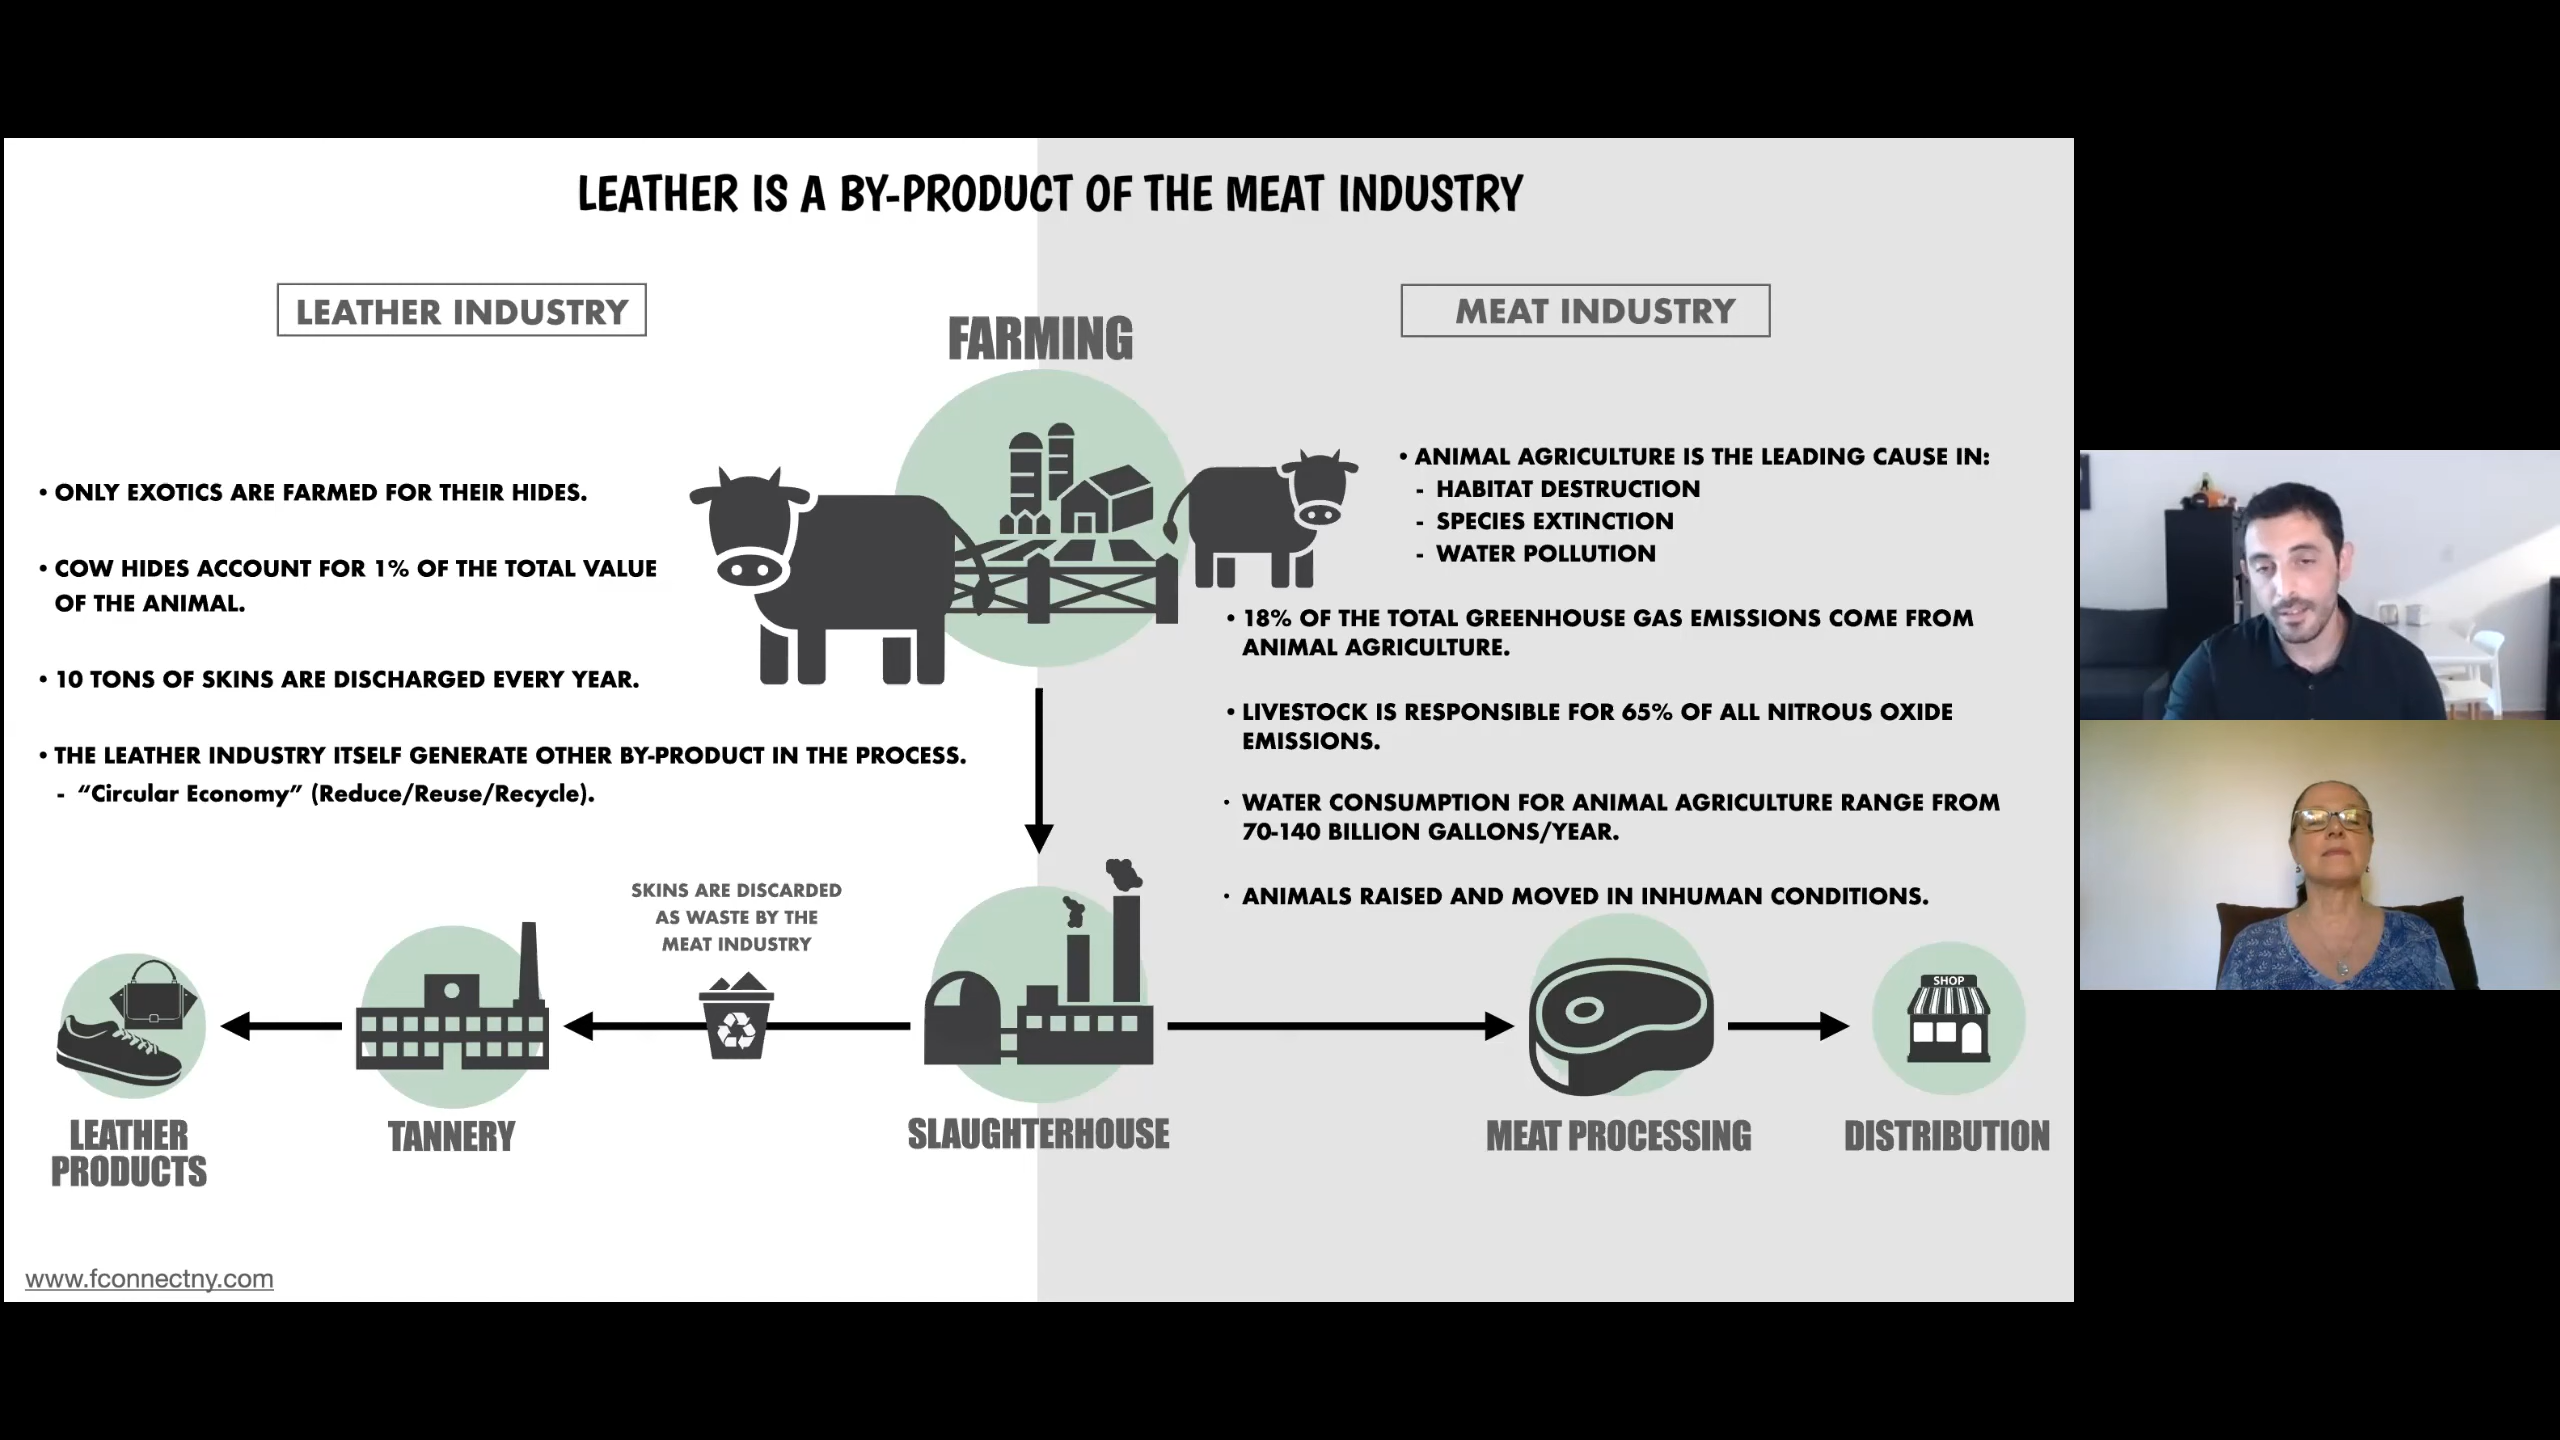 LEATHER IS A BY-PRODUCT OF THE MEAT INDUSTRY
LEATHER INDUSTRY
• ONLY EXOTICS ARE FARMED FOR THEIR HIDES.
• COW HIDES ACCOUNT FOR 1% OF THE TOTAL VALUE
OF THE ANIMAL.
• 10 TONS OF SKINS ARE DISCHARGED EVERY YEAR.
• THE LEATHER INDUSTRY ITSELF GENERATE OTHER BY-PRODUCT IN THE PROCESS.
- “Circular Economy” (Reduce/Reuse/Recycle).
FARMING
MEAT INDUSTRY
• ANIMAL AGRICULTURE IS THE LEADING CAUSE IN:
- HABITAT DESTRUCTION
- SPECIES EXTINCTION
- WATER POLLUTION
• 18% OF THE TOTAL GREENHOUSE GAS EMISSIONS COME FROM
ANIMAL AGRICULTURE.
• LIVESTOCK IS RESPONSIBLE FOR 65% OF ALL NITROUS OXIDE
EMISSIONS.
· WATER CONSUMPTION FOR ANIMAL AGRICULTURE RANGE FROM
70-140 BILLION GALLONS/YEAR.
· ANIMALS RAISED AND MOVED IN INHUMAN CONDITIONS.
SKINS ARE DISCARDED
AS WASTE BY THE
MEAT INDUSTRY
SHOP
LEATHER
PRODUCTS
TANNERY
SLAUGHTERHOUSE
MEAT PROCESSING
DISTRIBUTION
www.fconnectny.com